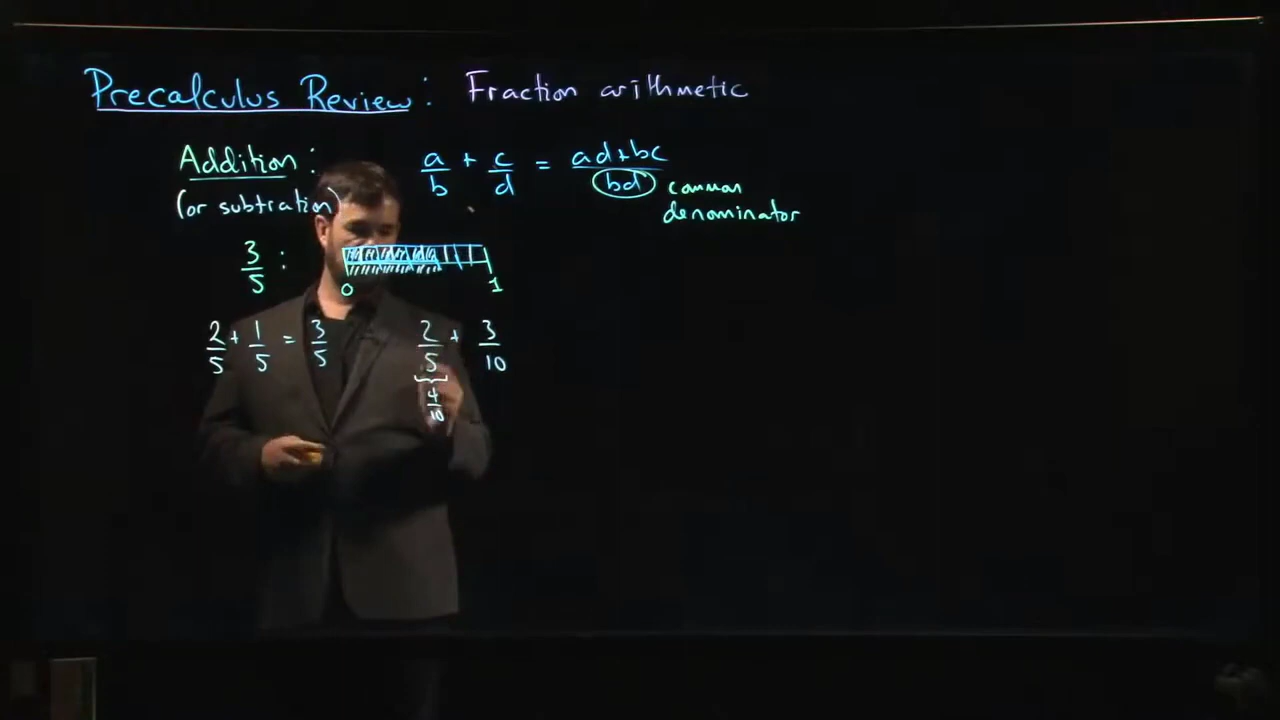 Precalculus Review: Fraction arithmetic
Addition: a/b + c/d = ad+bc/bd common
(or subtration) denominator
3/5 :
0 1
2/5 + 1/5 = 3/5 2/5 + 3/10
4/10